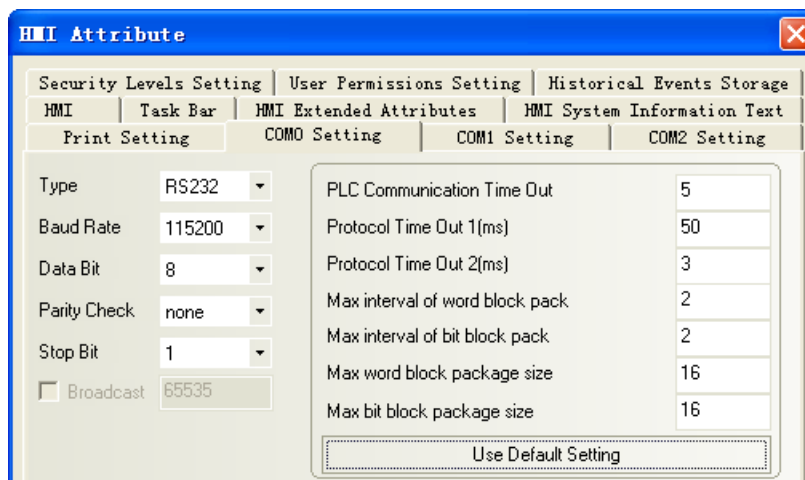 HMI Attribute
Security Levels Setting User Permissions Setting Historical Events Storage
HMI Task Bar HMI Extended Attributes HMI System Information Text
Print Setting COM0 Setting COM1 Setting COM2 Setting
Type RS232
Baud Rate 115200
Data Bit 8
Parity Check none
Stop Bit 1
Broadcast 65535
PLC Communication Time Out 5
Protocol Time Out 1(ms) 50
Protocol Time Out 2(ms) 3
Max interval of word block pack 2
Max interval of bit block pack 2
Max word block package size 16
Max bit block package size 16
Use Default Setting